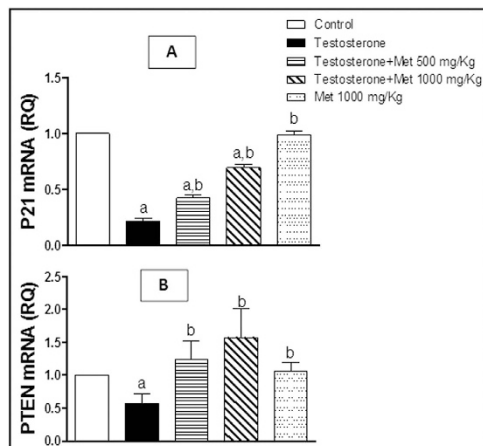 Control
Testosterone
Testosterone+Met 500 mg/Kg
Testosterone+Met 1000 mg/Kg
Met 1000 mg/Kg
A
P21 mRNA (RQ)
1.5
1.0
0.5
0.0
a
a,b
a,b
b
B
PTEN mRNA (RQ)
2.5
2.0
1.5
1.0
0.5
0.0
a
b
b
b